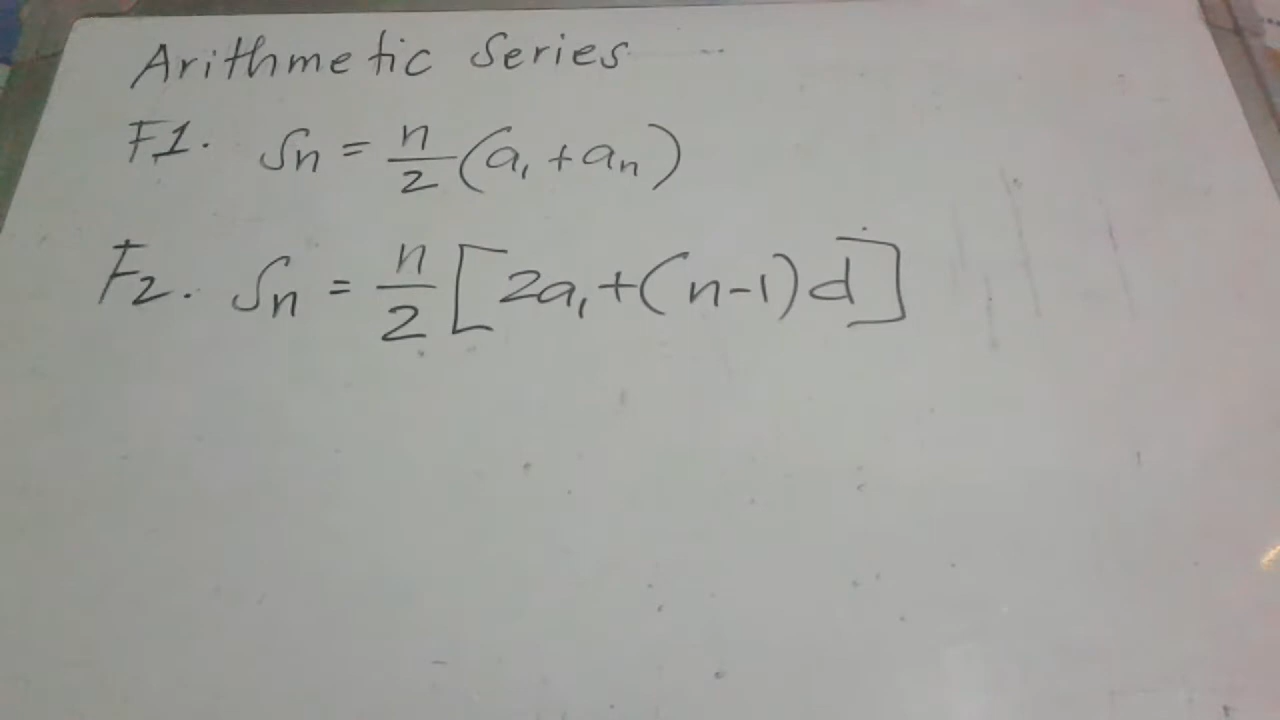 Arithmetic Series
F1. Sn = n/2 (a₁ + aₙ)
F2. Sn = n/2 [2a₁ + (n-1)d]